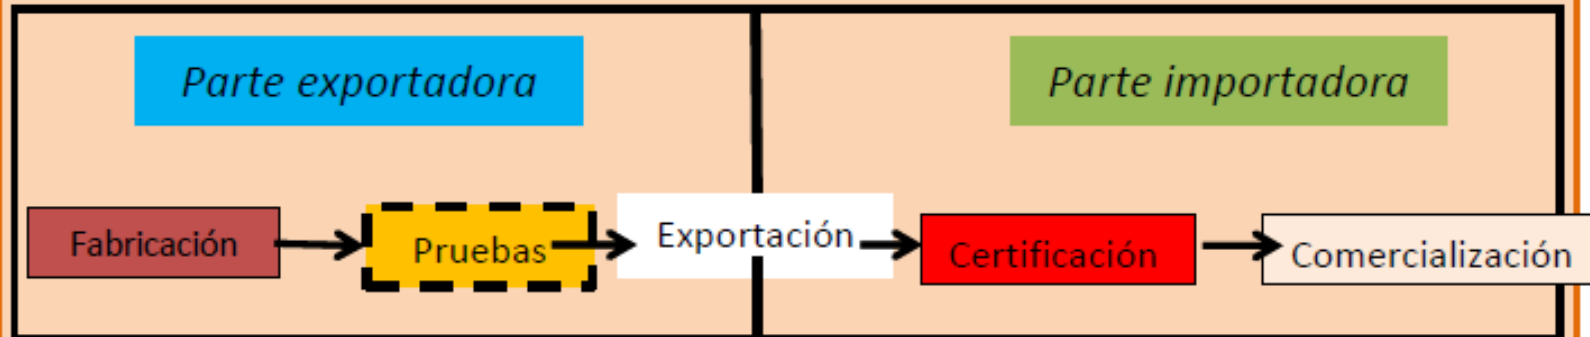 Parte exportadora
Parte importadora
Fabricación
Pruebas
Exportación
Certificación
Comercialización